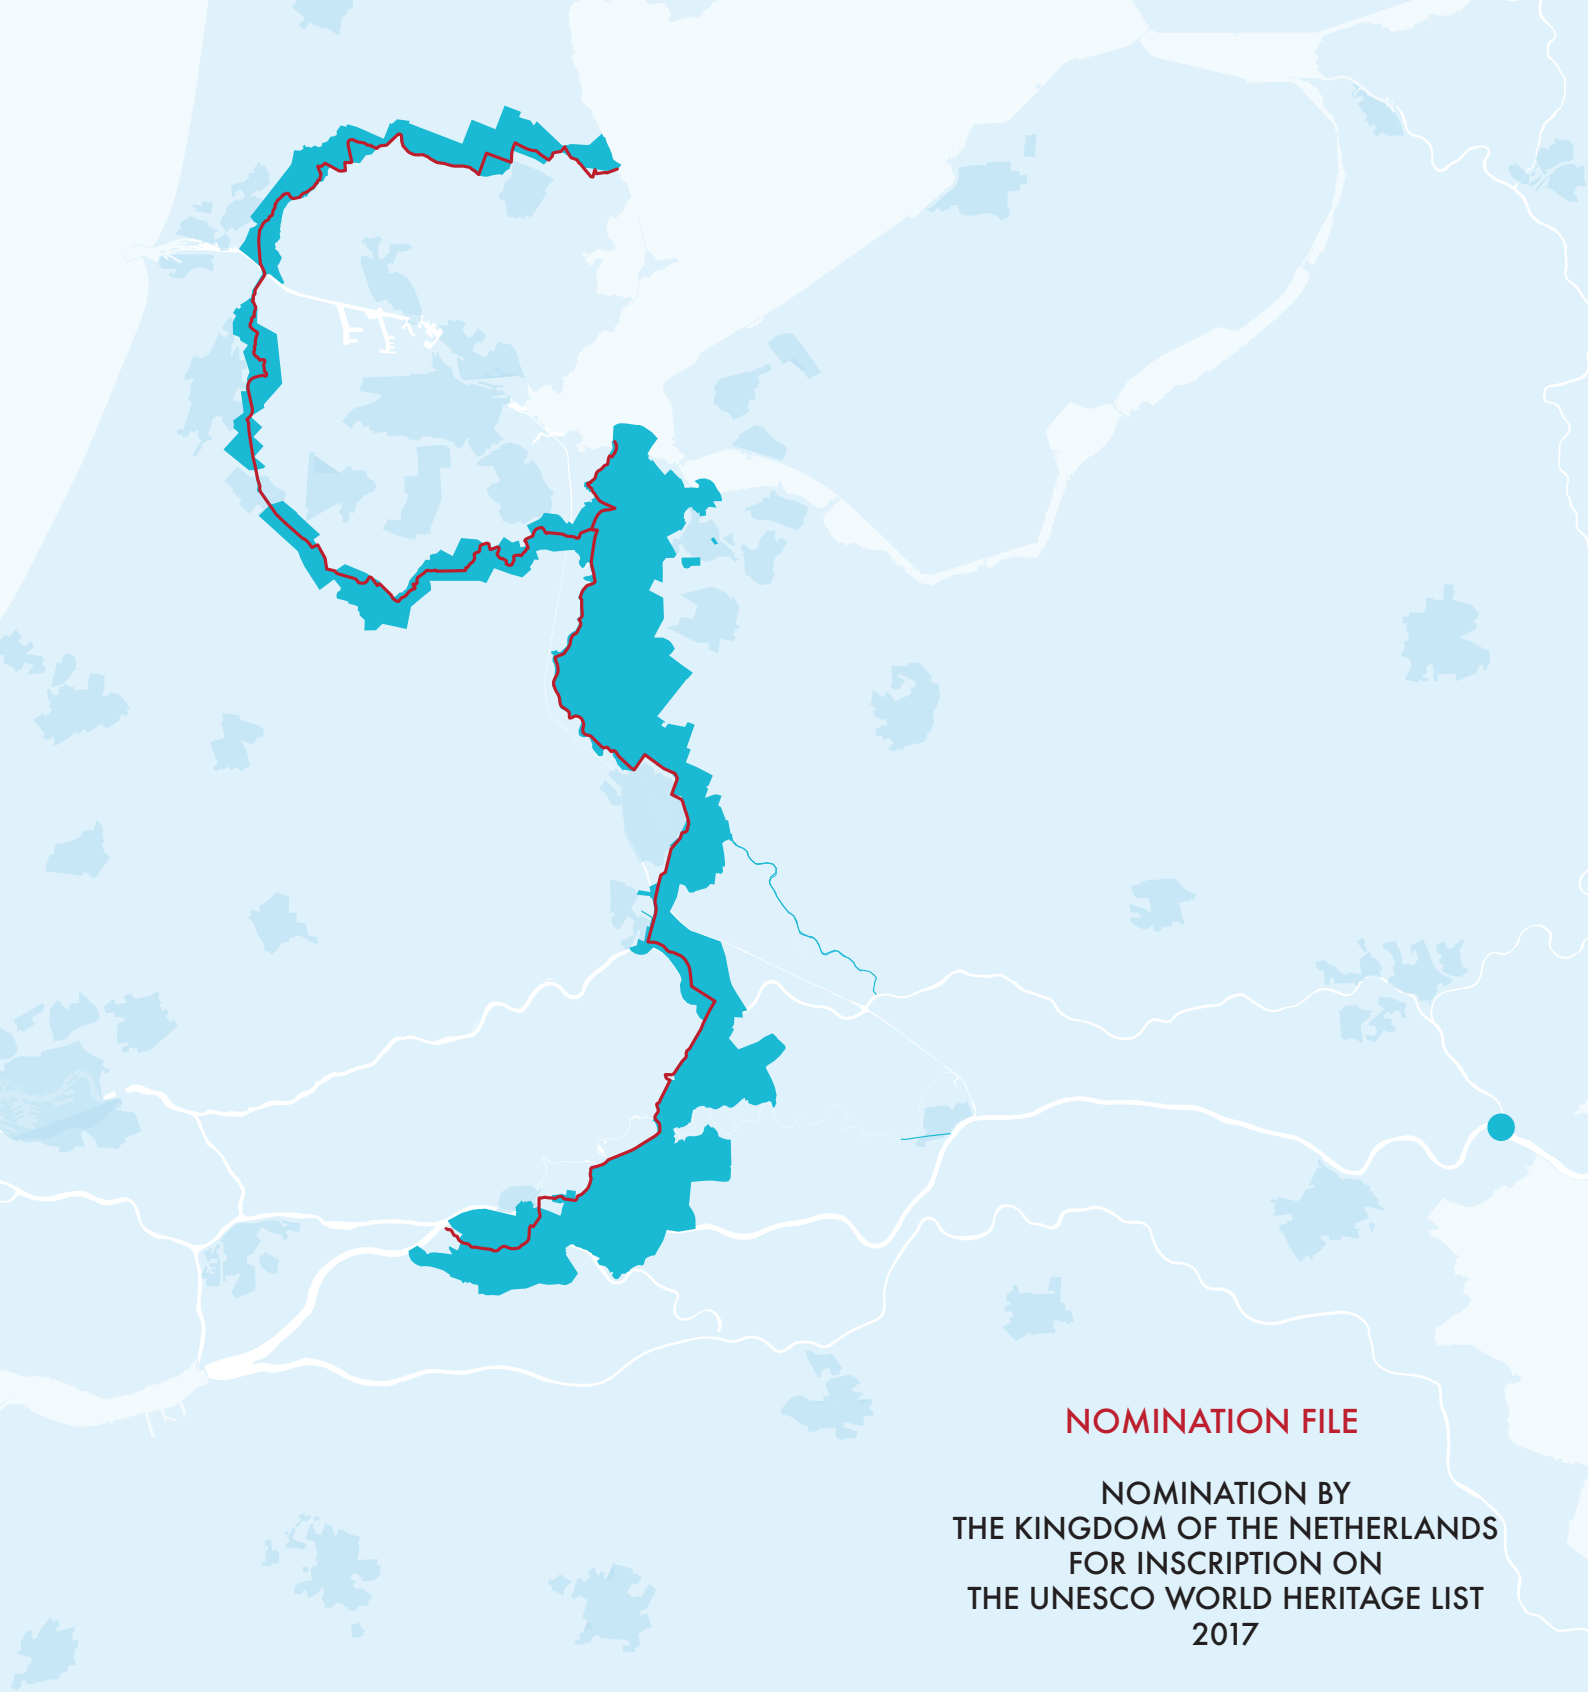 NOMINATION FILE
NOMINATION BY
THE KINGDOM OF THE NETHERLANDS
FOR INSCRIPTION ON
THE UNESCO WORLD HERITAGE LIST
2017